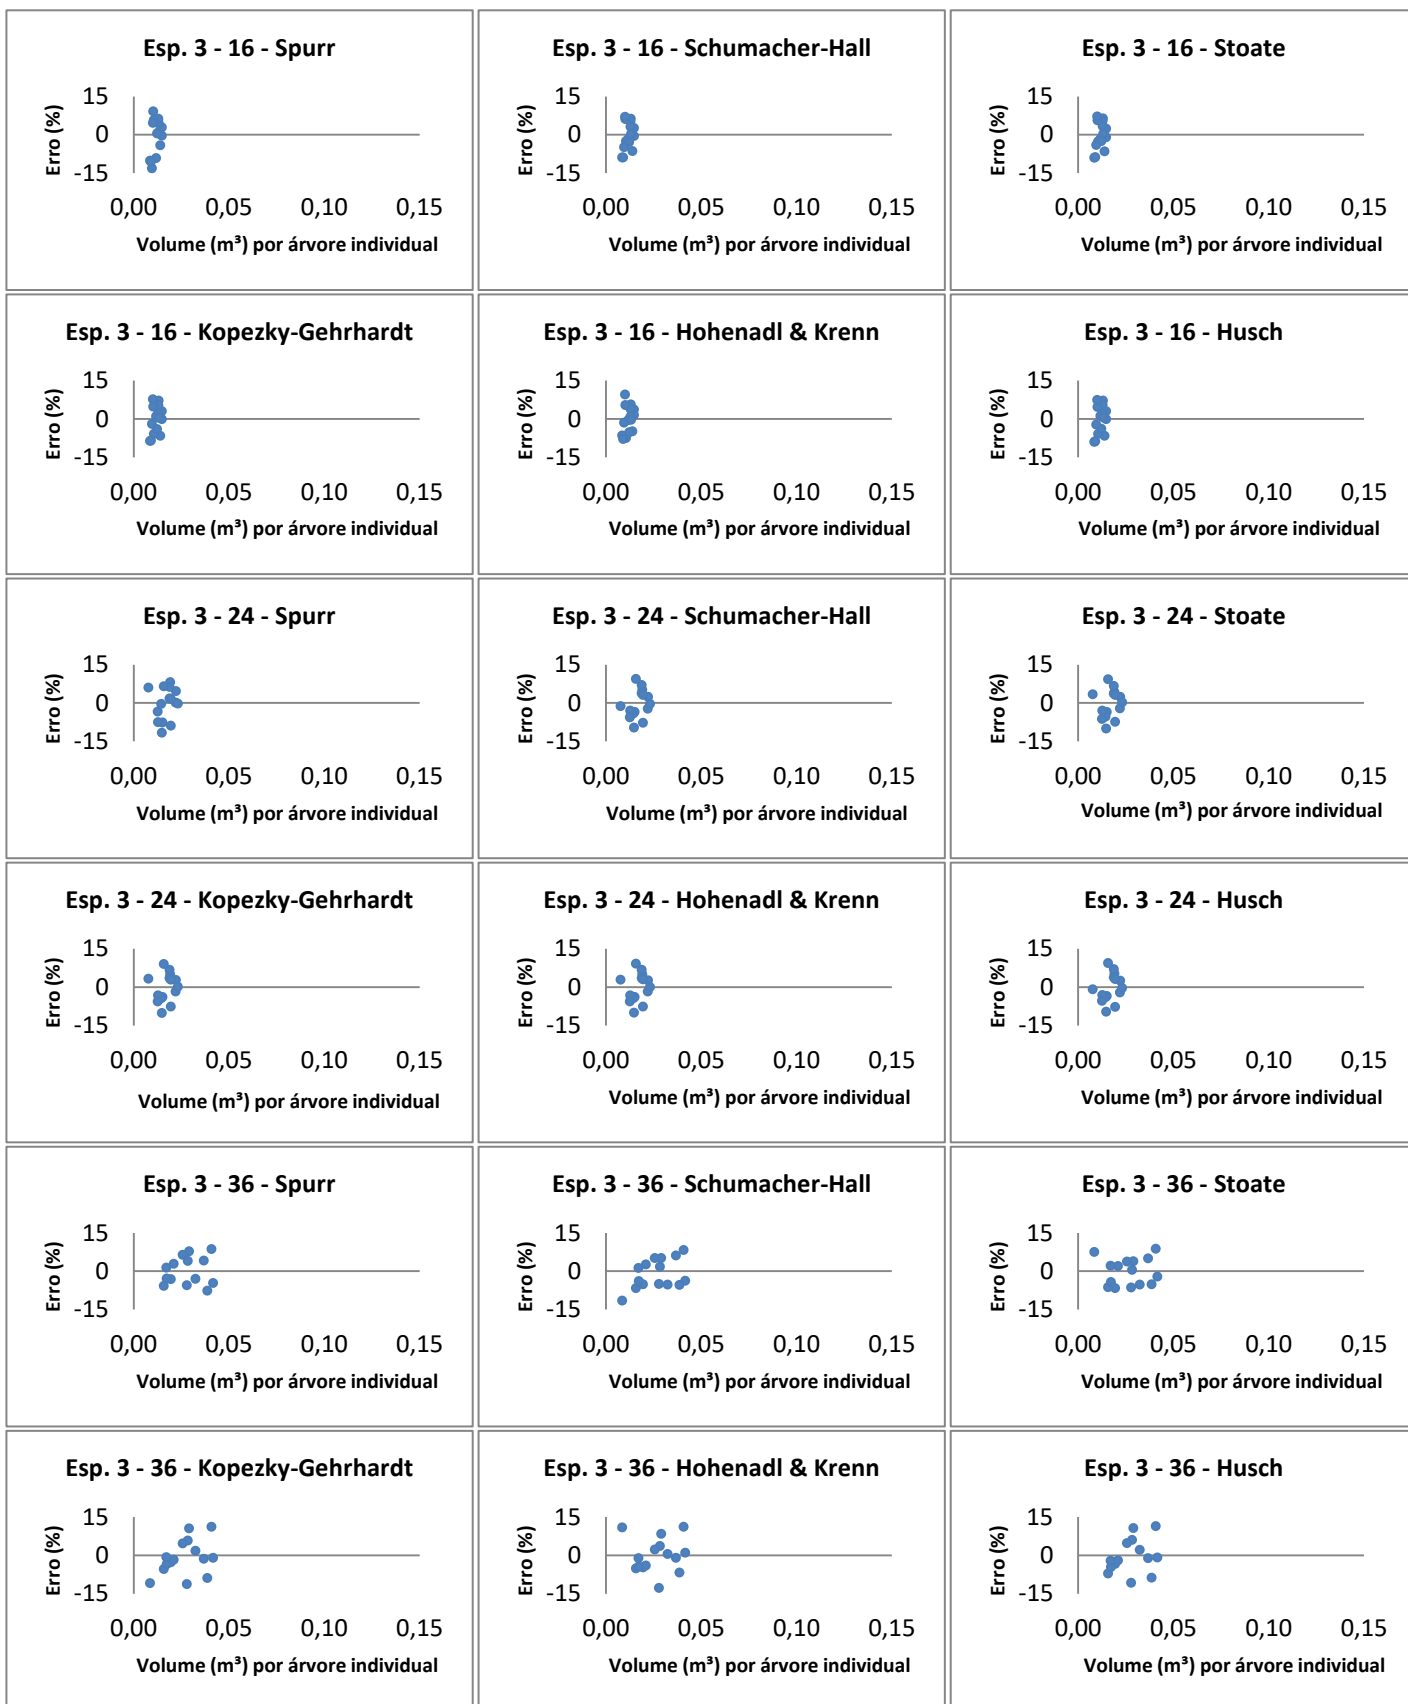 Esp. 3 - 16 - Spurr
15
0
-15
Erro (%)
0,00 0,05 0,10 0,15
Volume (m³) por árvore individual
Esp. 3 - 16 - Schumacher-Hall
15
0
-15
Erro (%)
0,00 0,05 0,10 0,15
Volume (m³) por árvore individual
Esp. 3 - 16 - Stoate
15
0
-15
Erro (%)
0,00 0,05 0,10 0,15
Volume (m³) por árvore individual
Esp. 3 - 16 - Kopezky-Gehrhardt
15
0
-15
Erro (%)
0,00 0,05 0,10 0,15
Volume (m³) por árvore individual
Esp. 3 - 16 - Hohenadl & Krenn
15
0
-15
Erro (%)
0,00 0,05 0,10 0,15
Volume (m³) por árvore individual
Esp. 3 - 16 - Husch
15
0
-15
Erro (%)
0,00 0,05 0,10 0,15
Volume (m³) por árvore individual
Esp. 3 - 24 - Spurr
15
0
-15
Erro (%)
0,00 0,05 0,10 0,15
Volume (m³) por árvore individual
Esp. 3 - 24 - Schumacher-Hall
15
0
-15
Erro (%)
0,00 0,05 0,10 0,15
Volume (m³) por árvore individual
Esp. 3 - 24 - Stoate
15
0
-15
Erro (%)
0,00 0,05 0,10 0,15
Volume (m³) por árvore individual
Esp. 3 - 24 - Kopezky-Gehrhardt
15
0
-15
Erro (%)
0,00 0,05 0,10 0,15
Volume (m³) por árvore individual
Esp. 3 - 24 - Hohenadl & Krenn
15
0
-15
Erro (%)
0,00 0,05 0,10 0,15
Volume (m³) por árvore individual
Esp. 3 - 24 - Husch
15
0
-15
Erro (%)
0,00 0,05 0,10 0,15
Volume (m³) por árvore individual
Esp. 3 - 36 - Spurr
15
0
-15
Erro (%)
0,00 0,05 0,10 0,15
Volume (m³) por árvore individual
Esp. 3 - 36 - Schumacher-Hall
15
0
-15
Erro (%)
0,00 0,05 0,10 0,15
Volume (m³) por árvore individual
Esp. 3 - 36 - Stoate
15
0
-15
Erro (%)
0,00 0,05 0,10 0,15
Volume (m³) por árvore individual
Esp. 3 - 36 - Kopezky-Gehrhardt
15
0
-15
Erro (%)
0,00 0,05 0,10 0,15
Volume (m³) por árvore individual
Esp. 3 - 36 - Hohenadl & Krenn
15
0
-15
Erro (%)
0,00 0,05 0,10 0,15
Volume (m³) por árvore individual
Esp. 3 - 36 - Husch
15
0
-15
Erro (%)
0,00 0,05 0,10 0,15
Volume (m³) por árvore individual